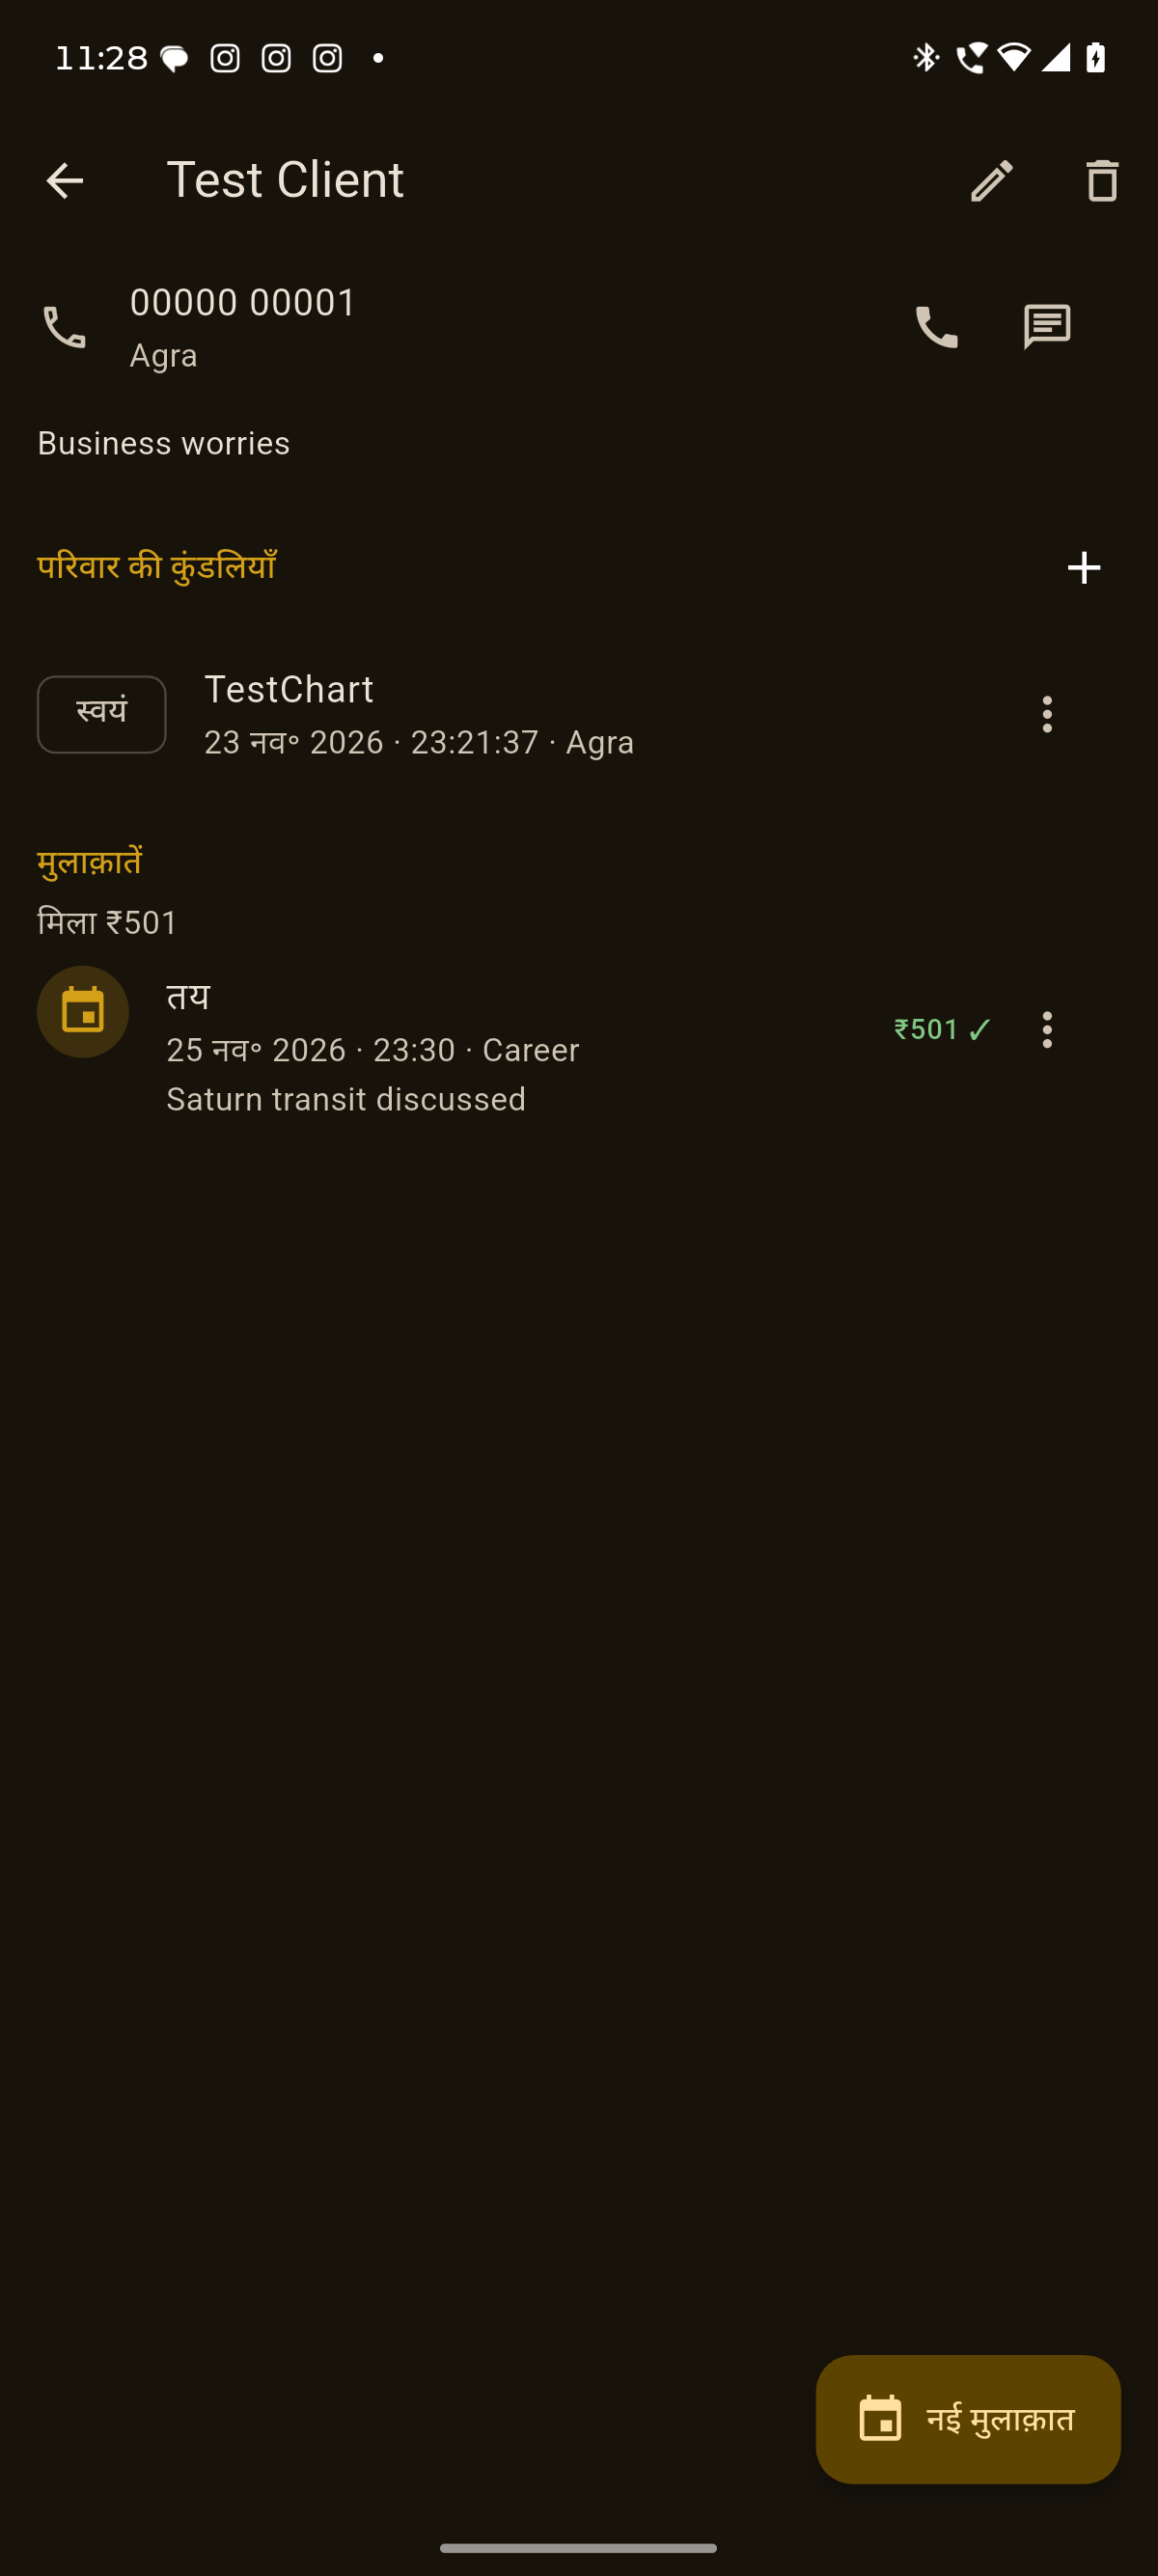 11:28
Test Client
00000 00001
Agra
Business worries
परिवार की कुंडलियाँ
स्वयं
TestChart
23 नव॰ 2026 · 23:21:37 · Agra
मुलाक़ातें
मिला ₹501
तय
25 नव॰ 2026 · 23:30 · Career
₹501 ✓
Saturn transit discussed
नई मुलाक़ात